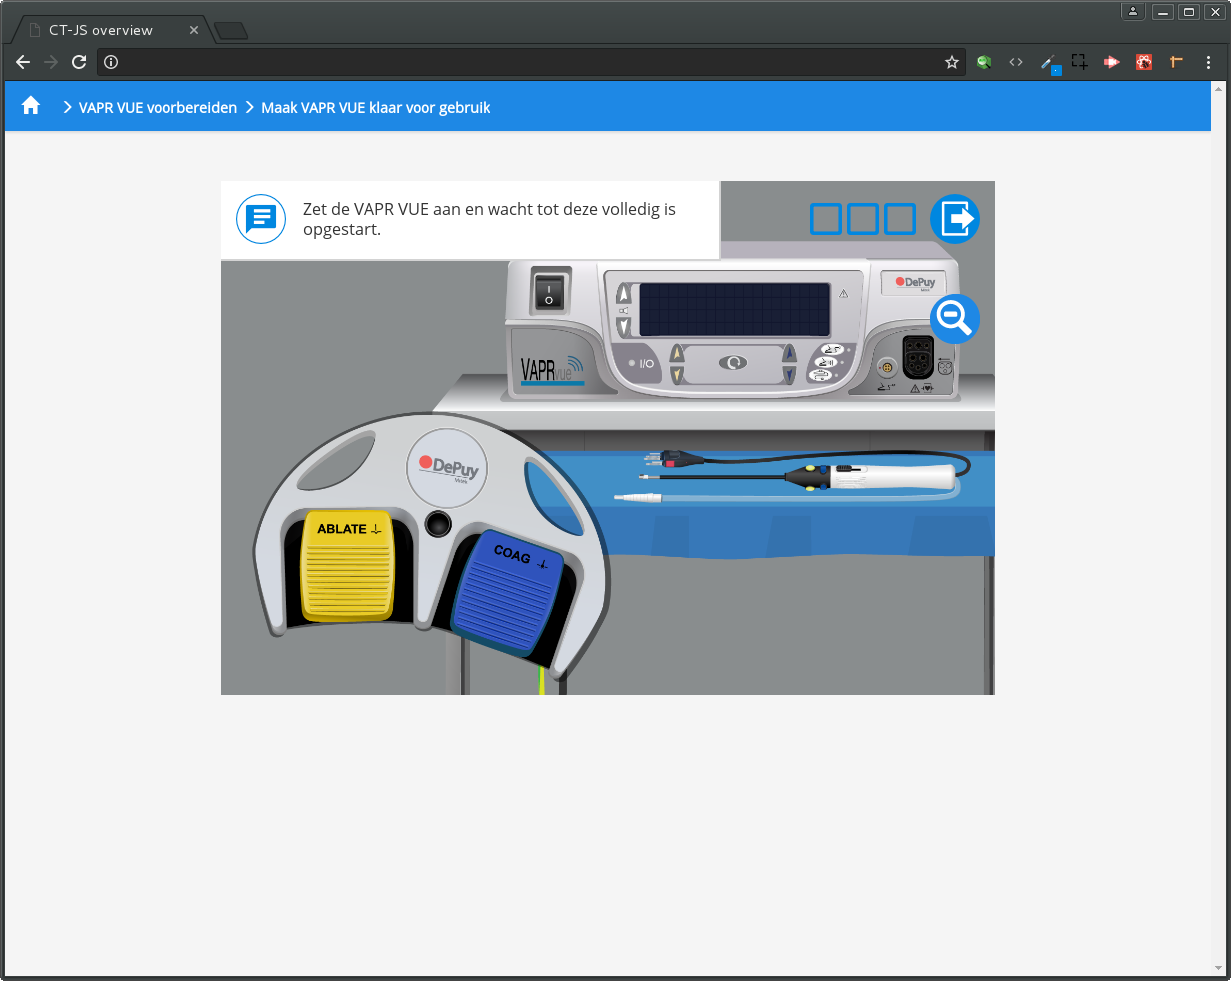 CT-JS overview
VAPR VUE voorbereiden
Maak VAPR VUE klaar voor gebruik
Zet de VAPR VUE aan en wacht tot deze volledig is
opgestart.
DePuy
I
O
I/O
VAPR vue
DePuy
Mitek
ABLATE
COAG